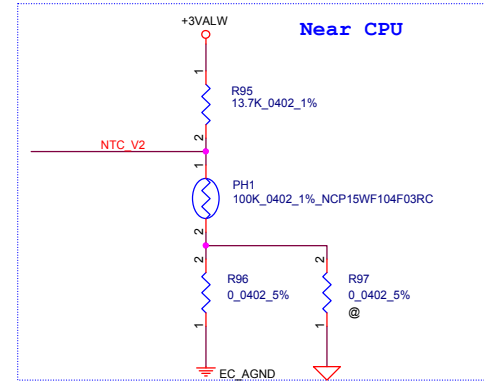 +3VALW
Near CPU
1
R95
13.7K_0402_1%
2
NTC_V2
1
PH1
100K_0402_1%_NCP15WF104F03RC
2
2
2
R96
0_0402_5%
R97
0_0402_5%
@
1
1
EC_AGND